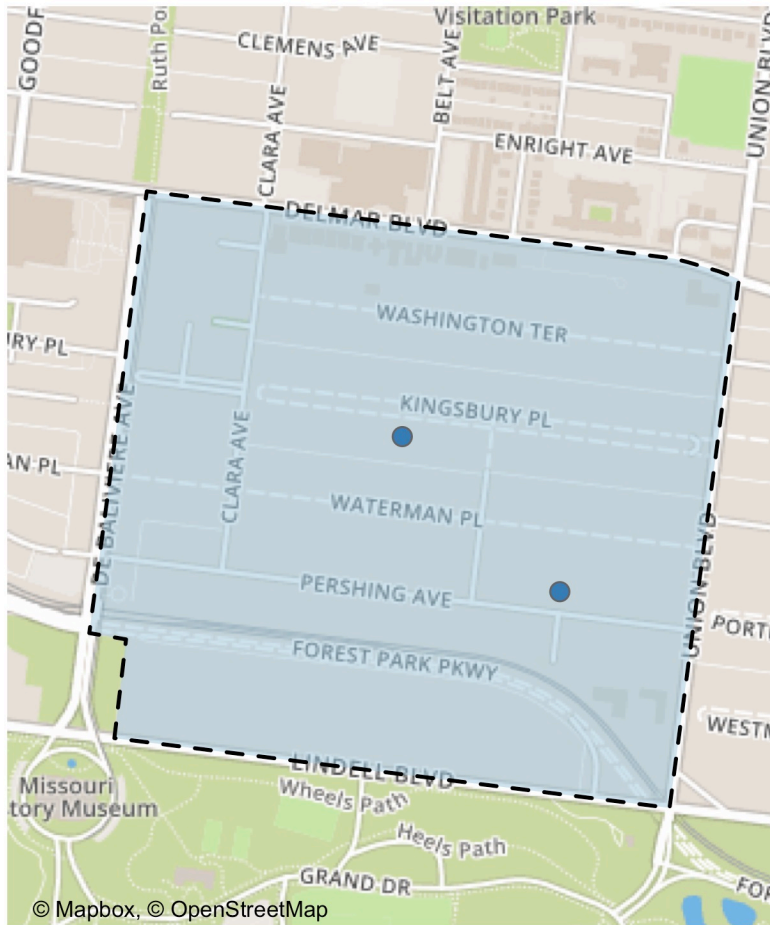 Visitation Park
GOODF
Ruth Po
CLEMENS AVE
BELT AVE
UNION BLVD
CLARA AVE
ENRIGHT AVE
DELMAR BLVD
WASHINGTON TER
URY PL
KINGSBURY PL
DE BALIVIERE AVE
CLARA AVE
AN PL
WATERMAN PL
UNION BLVD
PERSHING AVE
PORT
FOREST PARK PKWY
WESTM
LINDELL BLVD
Missouri
tory Museum
Wheels Path
Heels Path
GRAND DR
FOR
© Mapbox, © OpenStreetMap